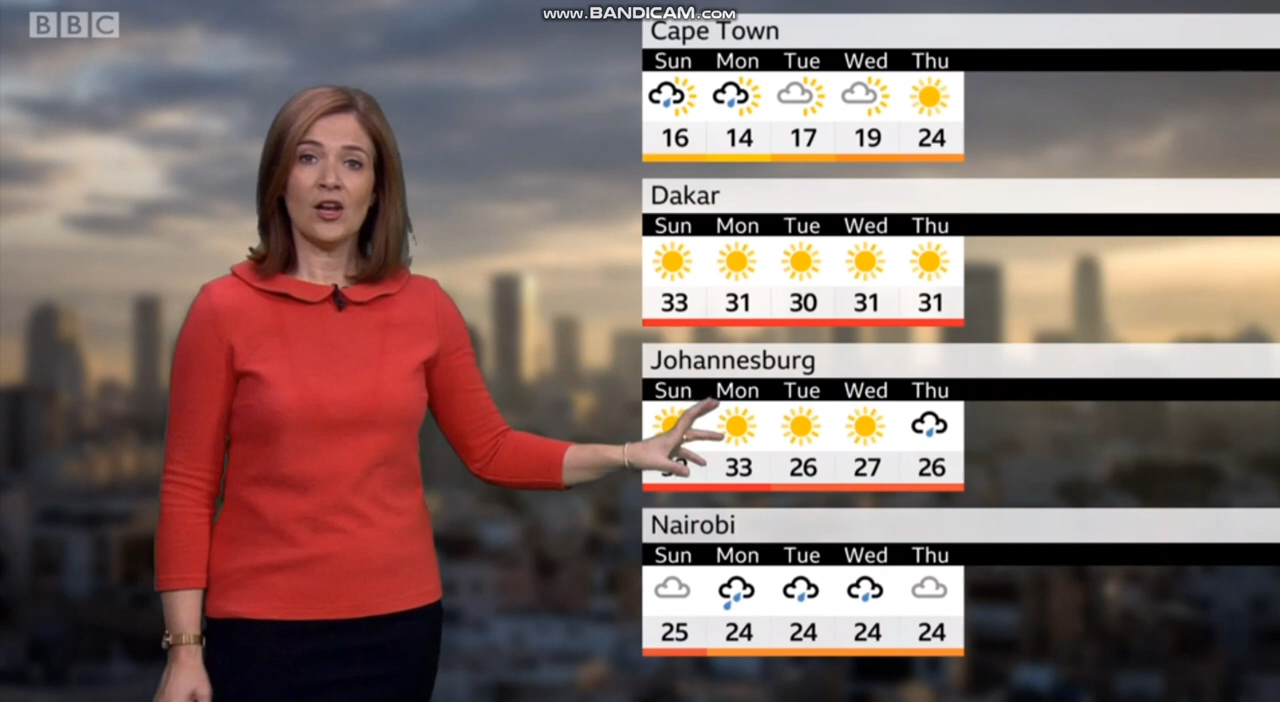 BBC
www.BANDICAM.com
Cape Town
Sun Mon Tue Wed Thu
16 14 17 19 24
Dakar
Sun Mon Tue Wed Thu
33 31 30 31 31
Johannesburg
Sun Mon Tue Wed Thu
33 26 27 26
Nairobi
Sun Mon Tue Wed Thu
25 24 24 24 24